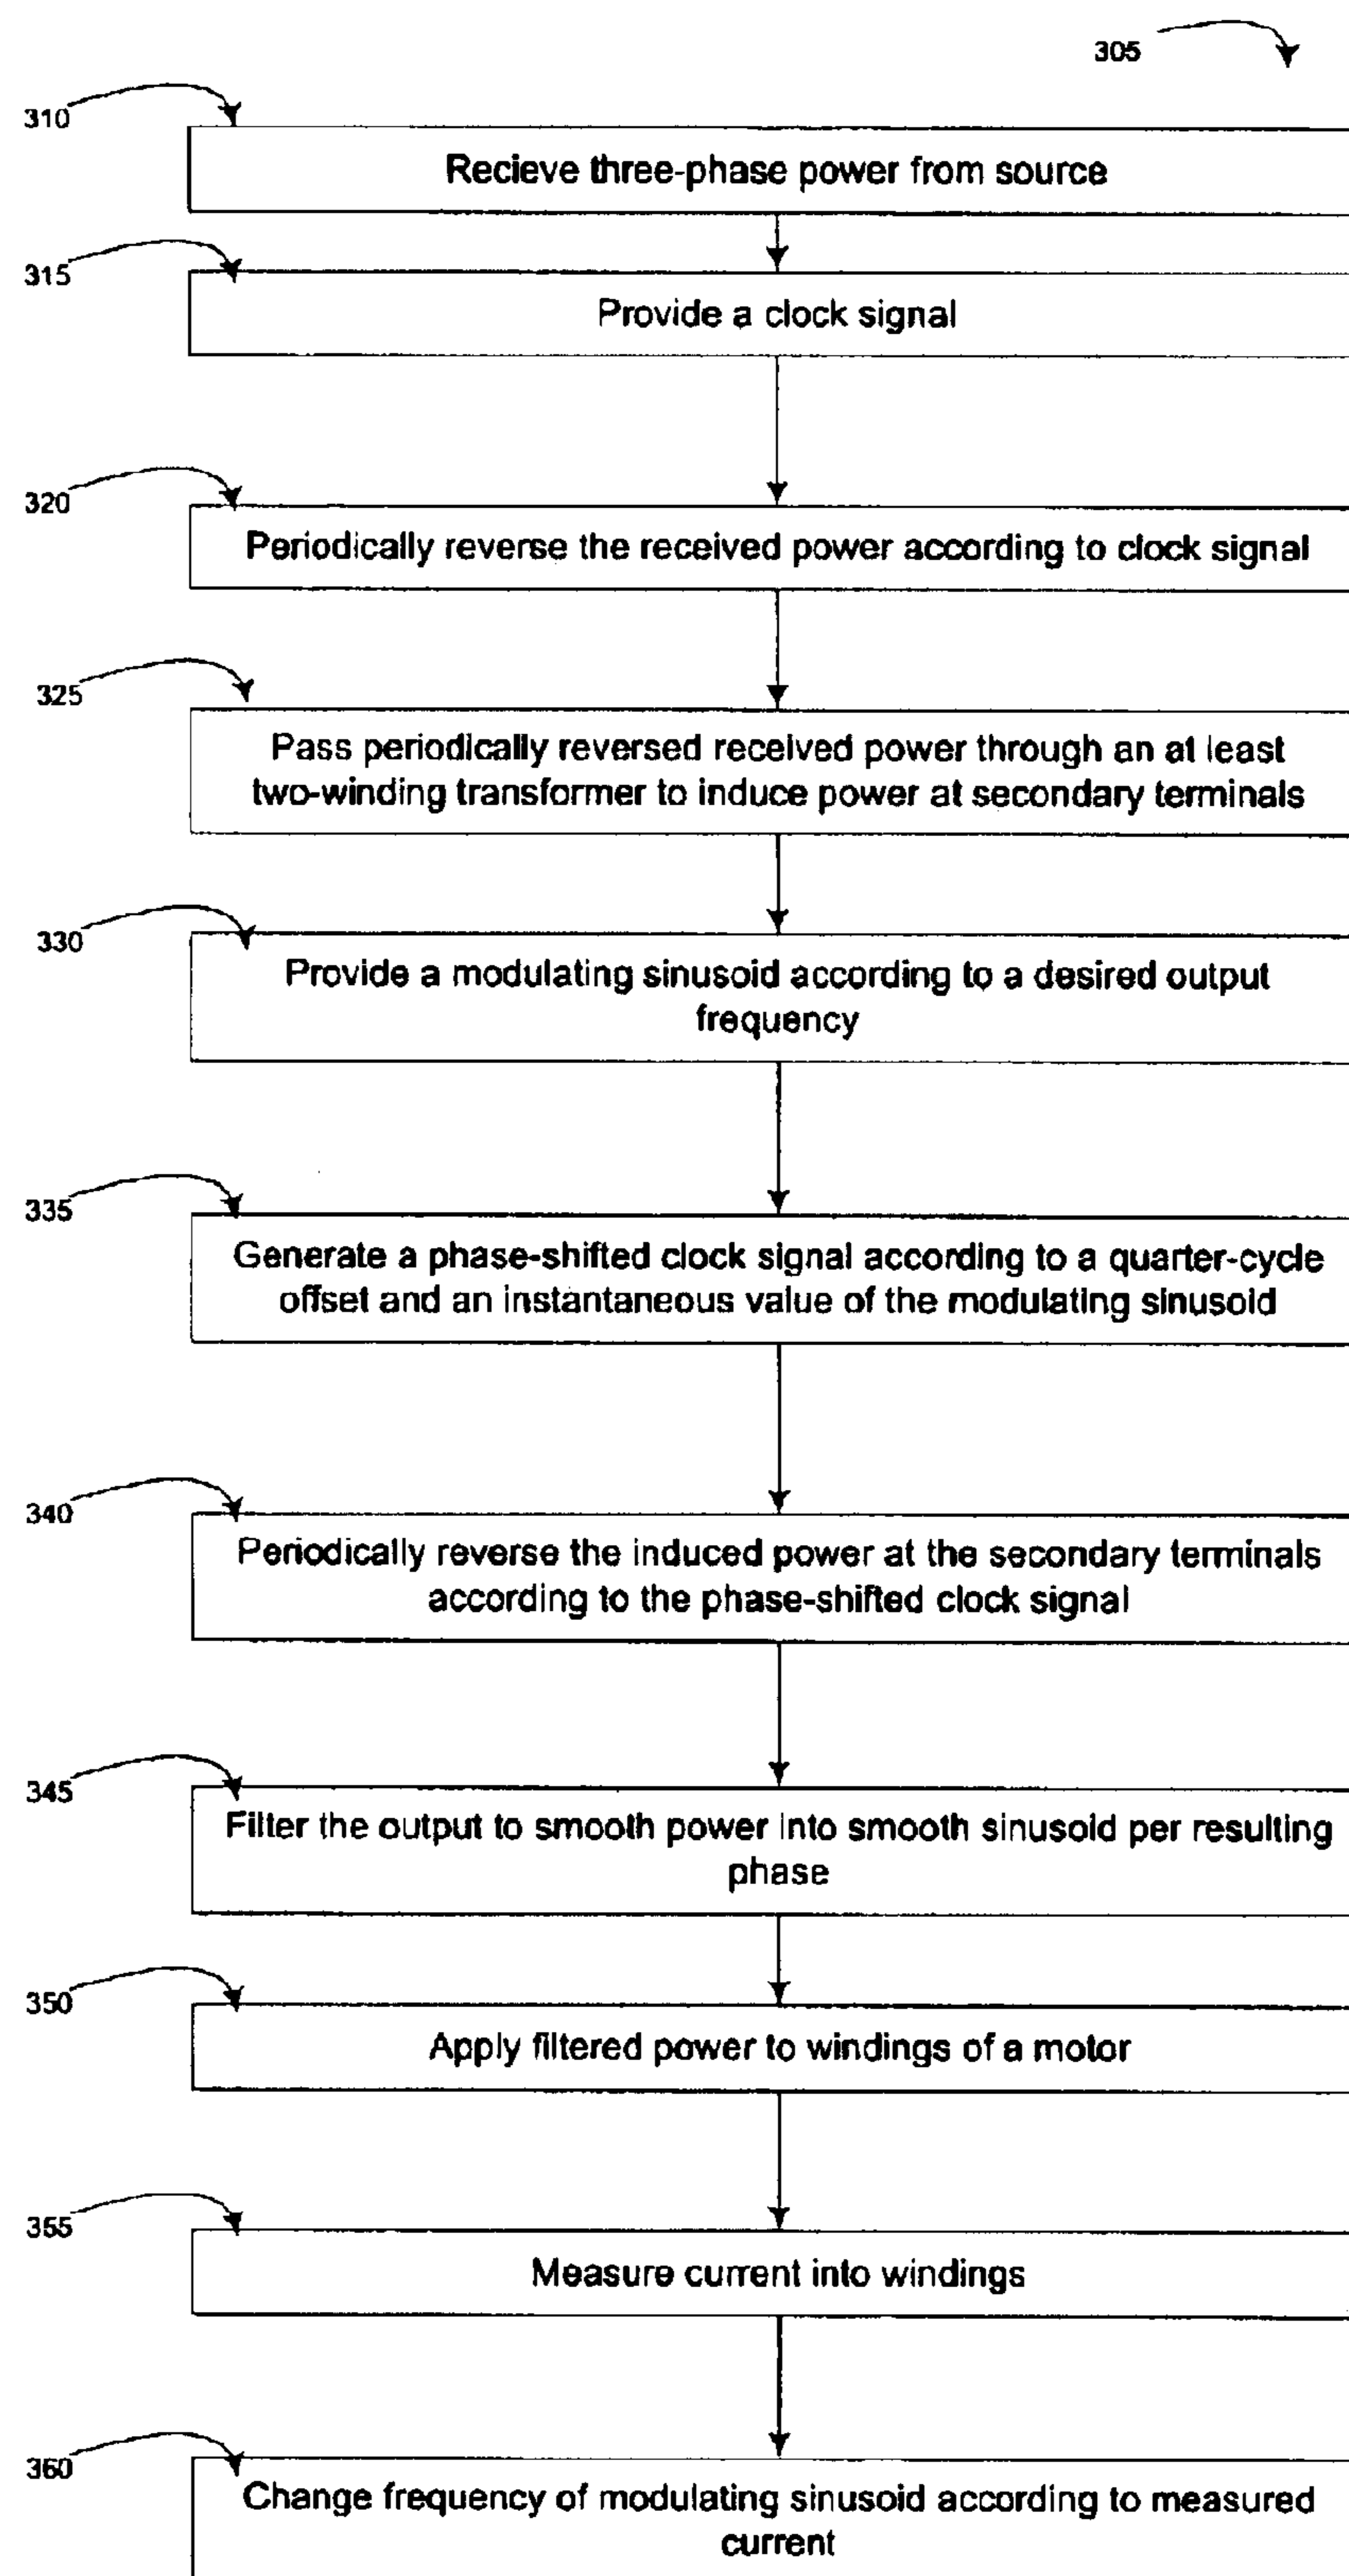 305
310
Recieve three-phase power from source
315
Provide a clock signal
320
Periodically reverse the received power according to clock signal
325
Pass periodically reversed received power through an at least
two-winding transformer to induce power at secondary terminals
330
Provide a modulating sinusoid according to a desired output
frequency
335
Generate a phase-shifted clock signal according to a quarter-cycle
offset and an instantaneous value of the modulating sinusoid
340
Periodically reverse the induced power at the secondary terminals
according to the phase-shifted clock signal
345
Filter the output to smooth power into smooth sinusoid per resulting
phase
350
Apply filtered power to windings of a motor
355
Measure current into windings
360
Change frequency of modulating sinusoid according to measured
current